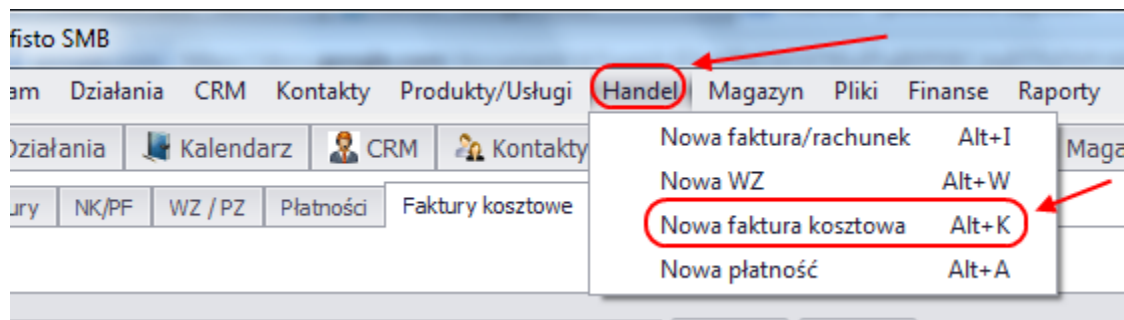 fisto SMB
am Działania CRM Kontakty Produkty/Usługi Handel Magazyn Pliki Finanse Raporty
Działania Kalendarz CRM Kontakty Maga
ury NK/PF WZ / PZ Płatności Faktury kosztowe
Nowa faktura/rachunek Alt+I
Nowa WZ Alt+W
Nowa faktura kosztowa Alt+K
Nowa płatność Alt+A